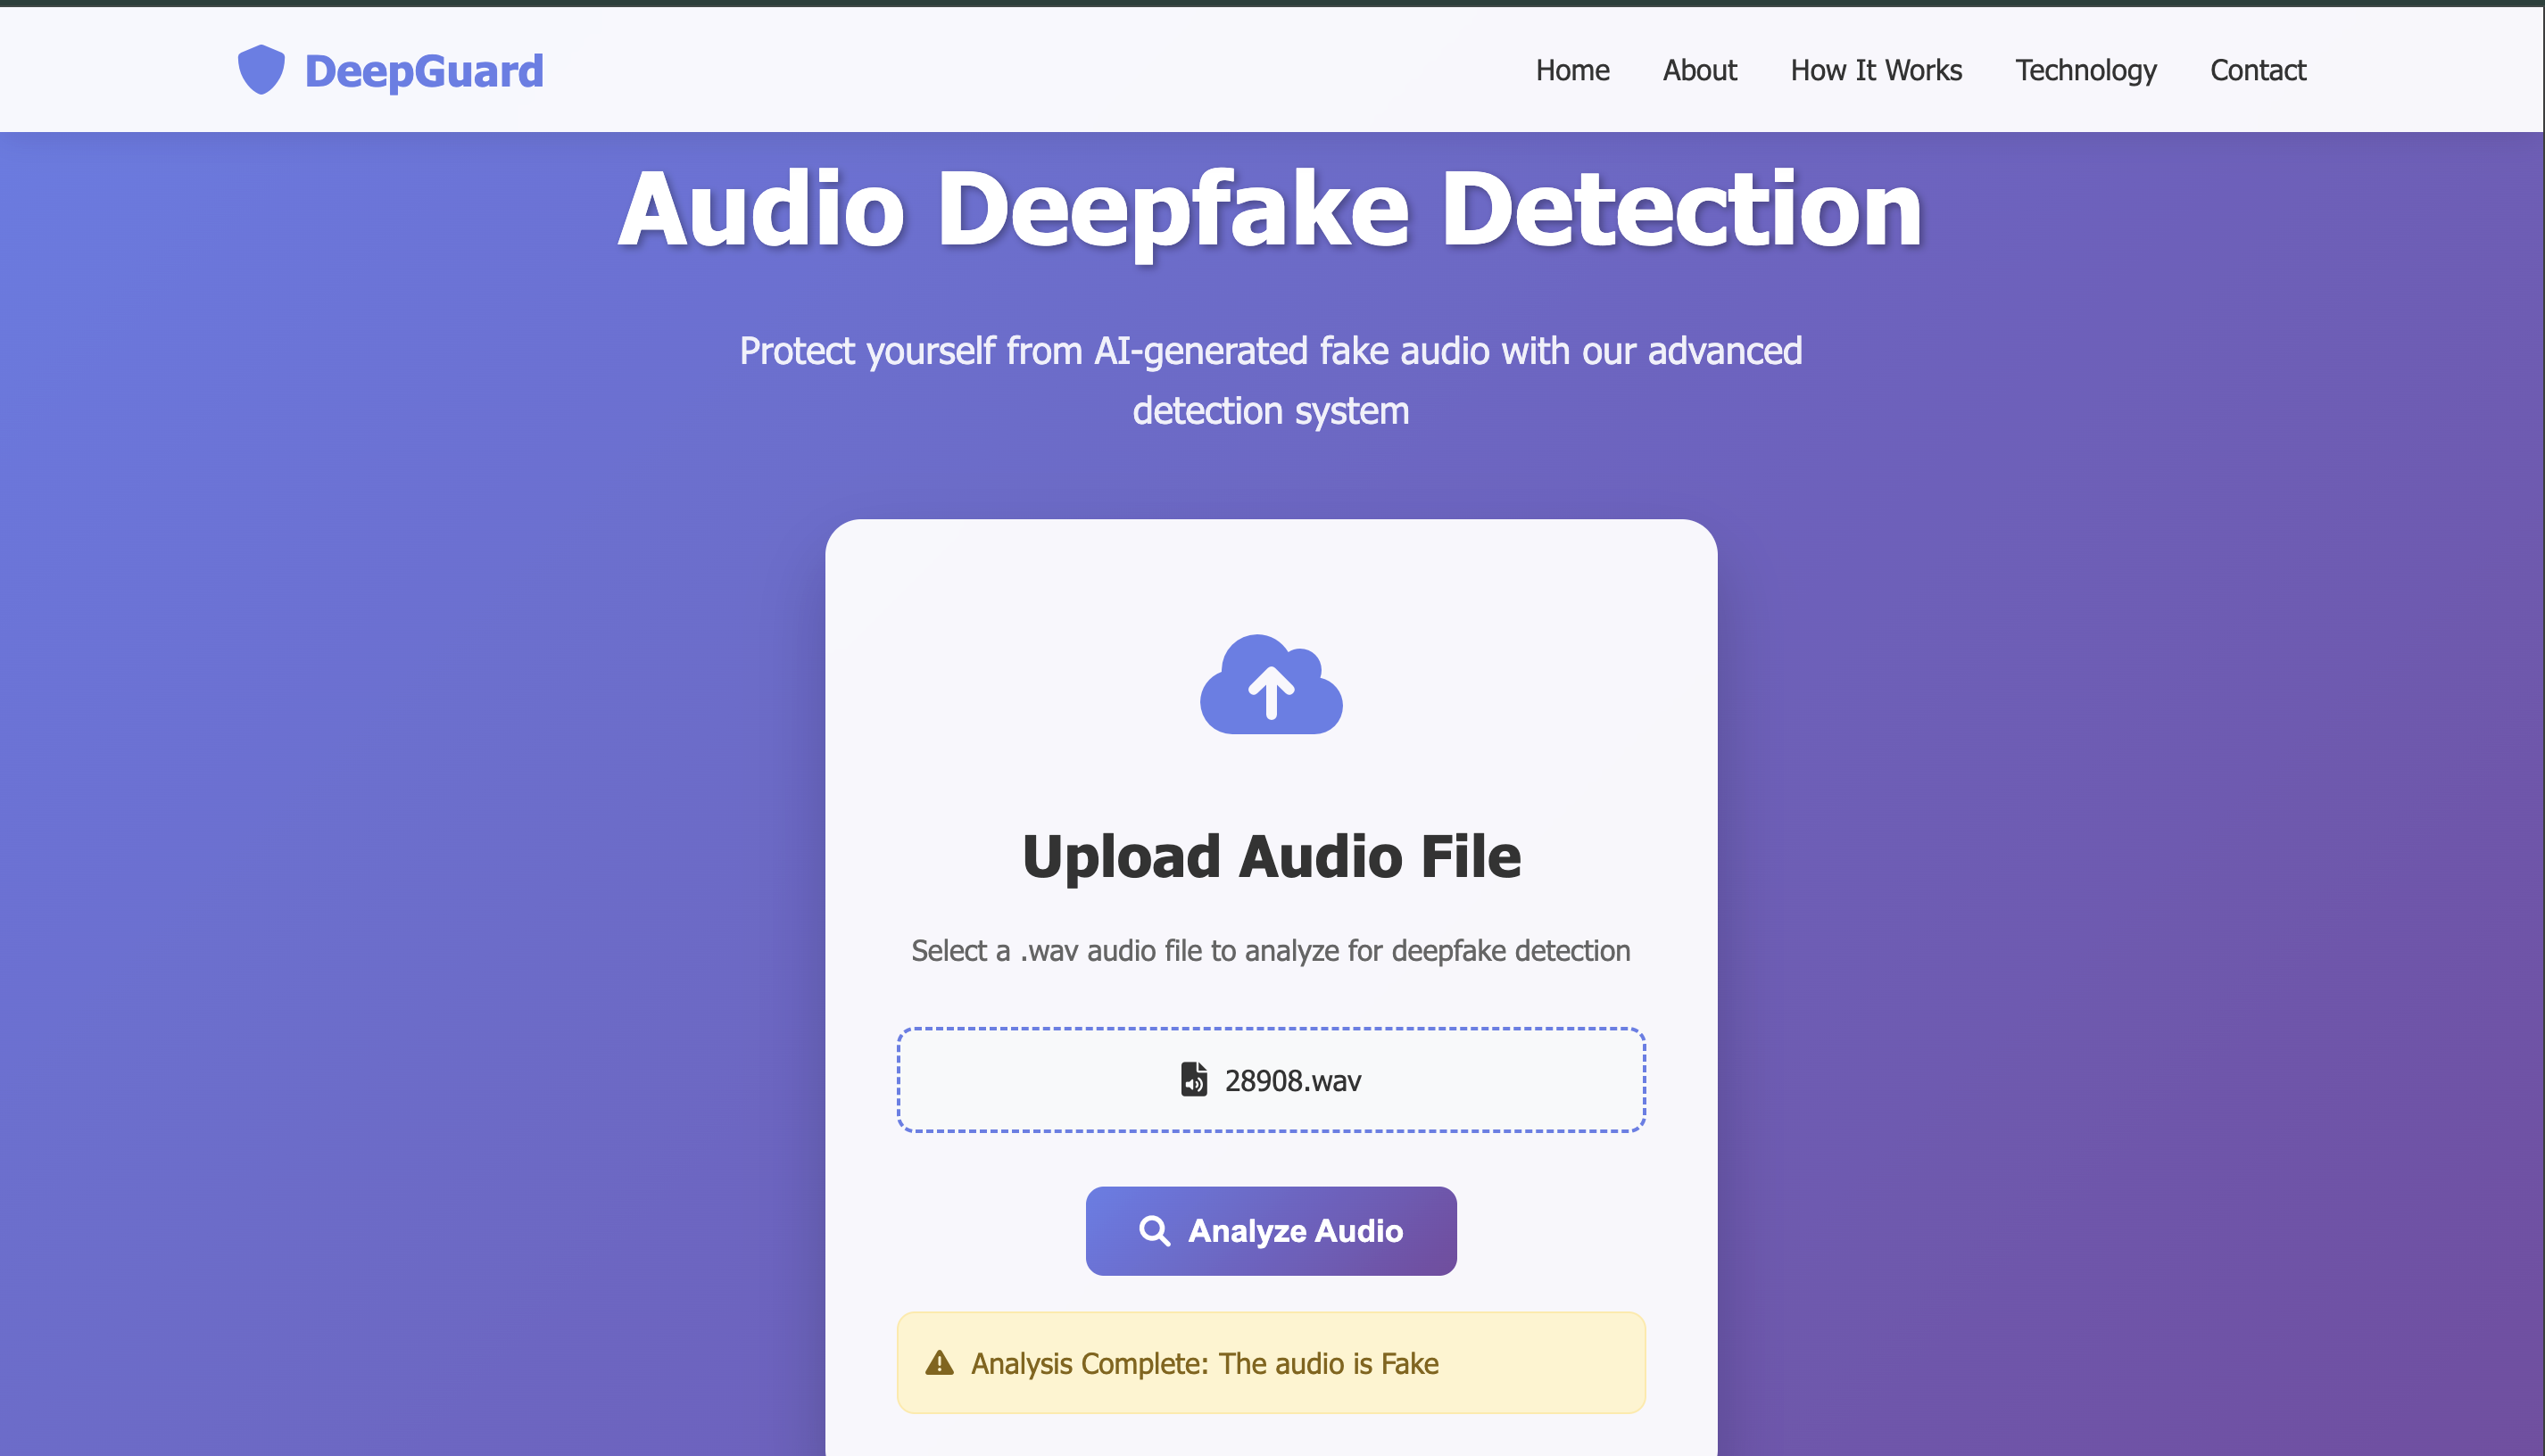 DeepGuard
Home About How It Works Technology Contact
Audio Deepfake Detection
Protect yourself from AI-generated fake audio with our advanced
detection system
Upload Audio File
Select a .wav audio file to analyze for deepfake detection
28908.wav
Analyze Audio
Analysis Complete: The audio is Fake